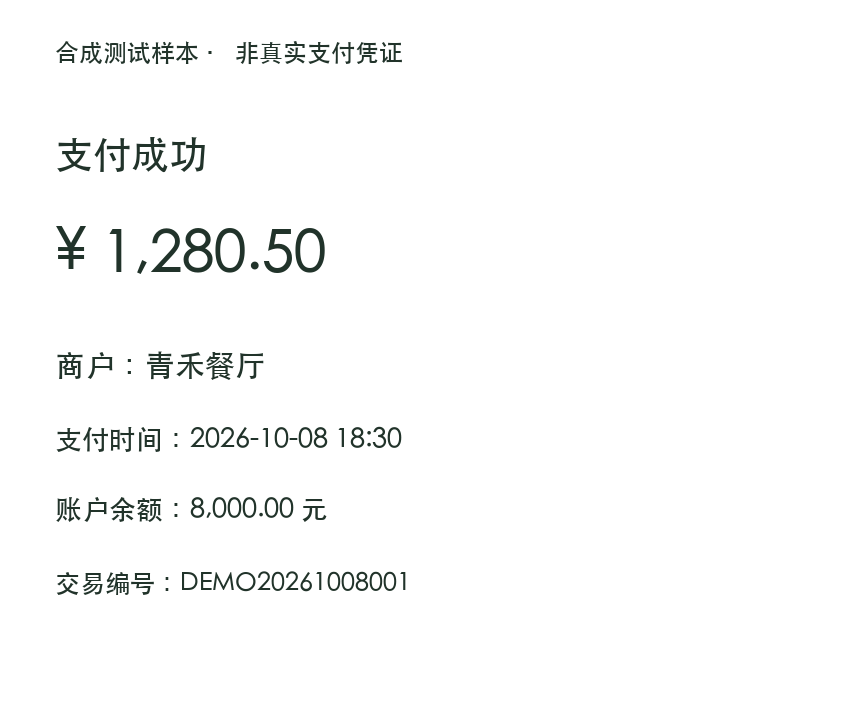 合成测试样本 · 非真实支付凭证
支付成功
¥ 1,280.50
商户：青禾餐厅
支付时间：2026-10-08 18:30
账户余额：8,000.00 元
交易编号：DEMO20261008001